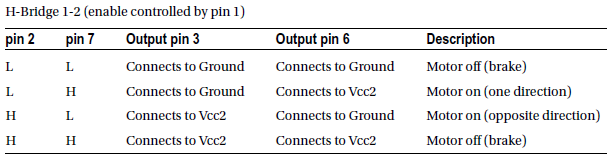 H-Bridge 1-2 (enable controlled by pin 1)
pin 2 pin 7 Output pin 3 Output pin 6 Description
L L Connects to Ground Connects to Ground Motor off (brake)
L H Connects to Ground Connects to Vcc2 Motor on (one direction)
H L Connects to Vcc2 Connects to Ground Motor on (opposite direction)
H H Connects to Vcc2 Connects to Vcc2 Motor off (brake)